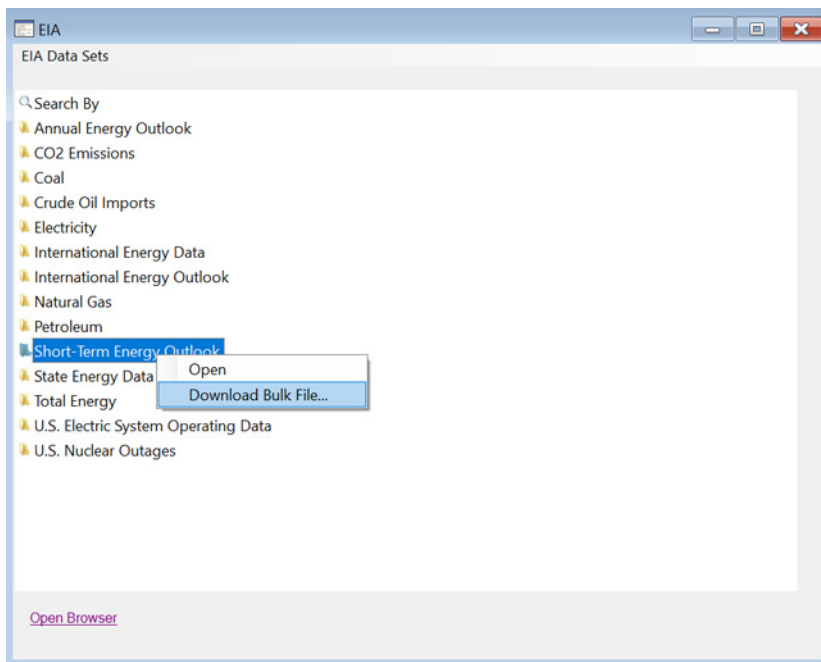 EIA
EIA Data Sets
Search By
Annual Energy Outlook
CO2 Emissions
Coal
Crude Oil Imports
Electricity
International Energy Data
International Energy Outlook
Natural Gas
Petroleum
Short-Term Energy Outlook
Open
State Energy Data
Download Bulk File...
Total Energy
U.S. Electric System Operating Data
U.S. Nuclear Outages
Open Browser